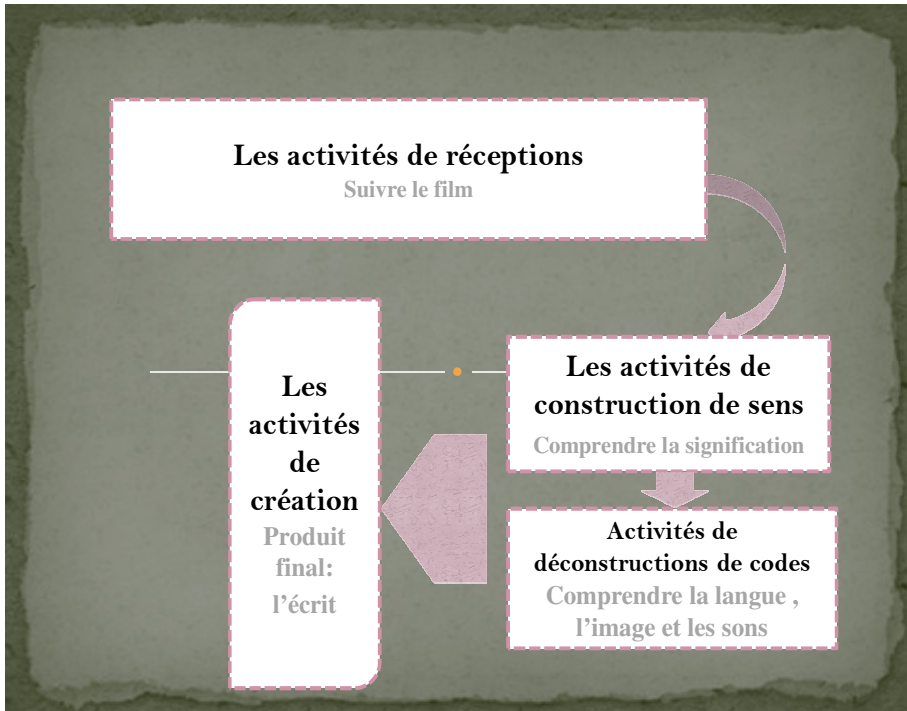 Les activités de réceptions
Suivre le film
Les activités de
construction de sens
Comprendre la signification
Activités de
déconstructions de codes
Comprendre la langue ,
l’image et les sons
Les
activités
de
création
Produit
final:
l’écrit